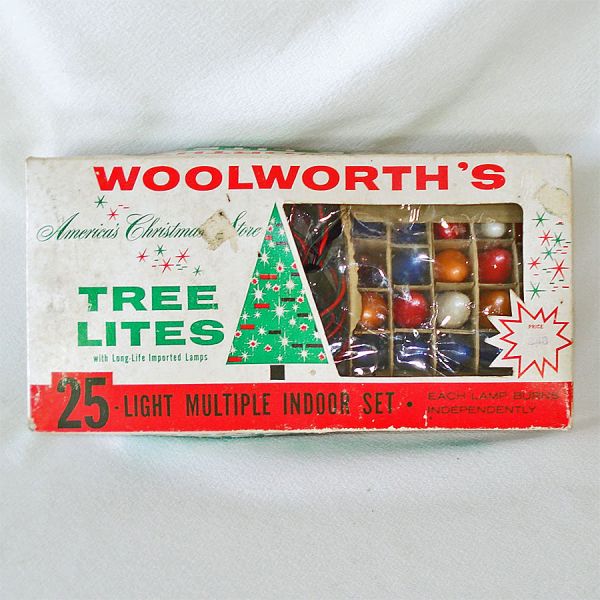 WOOLWORTH'S
America's Christmas Store
TREE
LITES
with Long-Life Imported Lamps
PRICE
25-LIGHT MULTIPLE INDOOR SET • EACH LAMP BURNS
INDEPENDENTLY